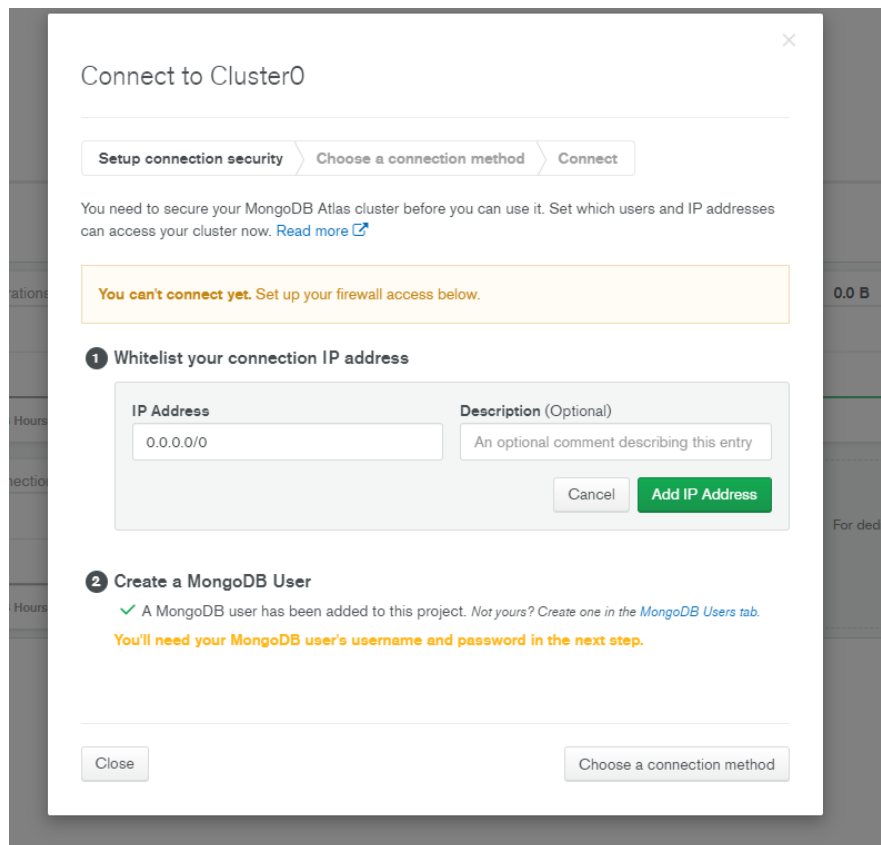 ×
Connect to Cluster0
Setup connection security
Choose a connection method
Connect
You need to secure your MongoDB Atlas cluster before you can use it. Set which users and IP addresses
can access your cluster now. Read more
You can't connect yet. Set up your firewall access below.
rations
0.0 B
1 Whitelist your connection IP address
IP Address
Description (Optional)
0.0.0.0/0
An optional comment describing this entry
Hours
Cancel
Add IP Address
For ded
2 Create a MongoDB User
A MongoDB user has been added to this project. Not yours? Create one in the MongoDB Users tab.
Hours
You'll need your MongoDB user's username and password in the next step.
Close
Choose a connection method